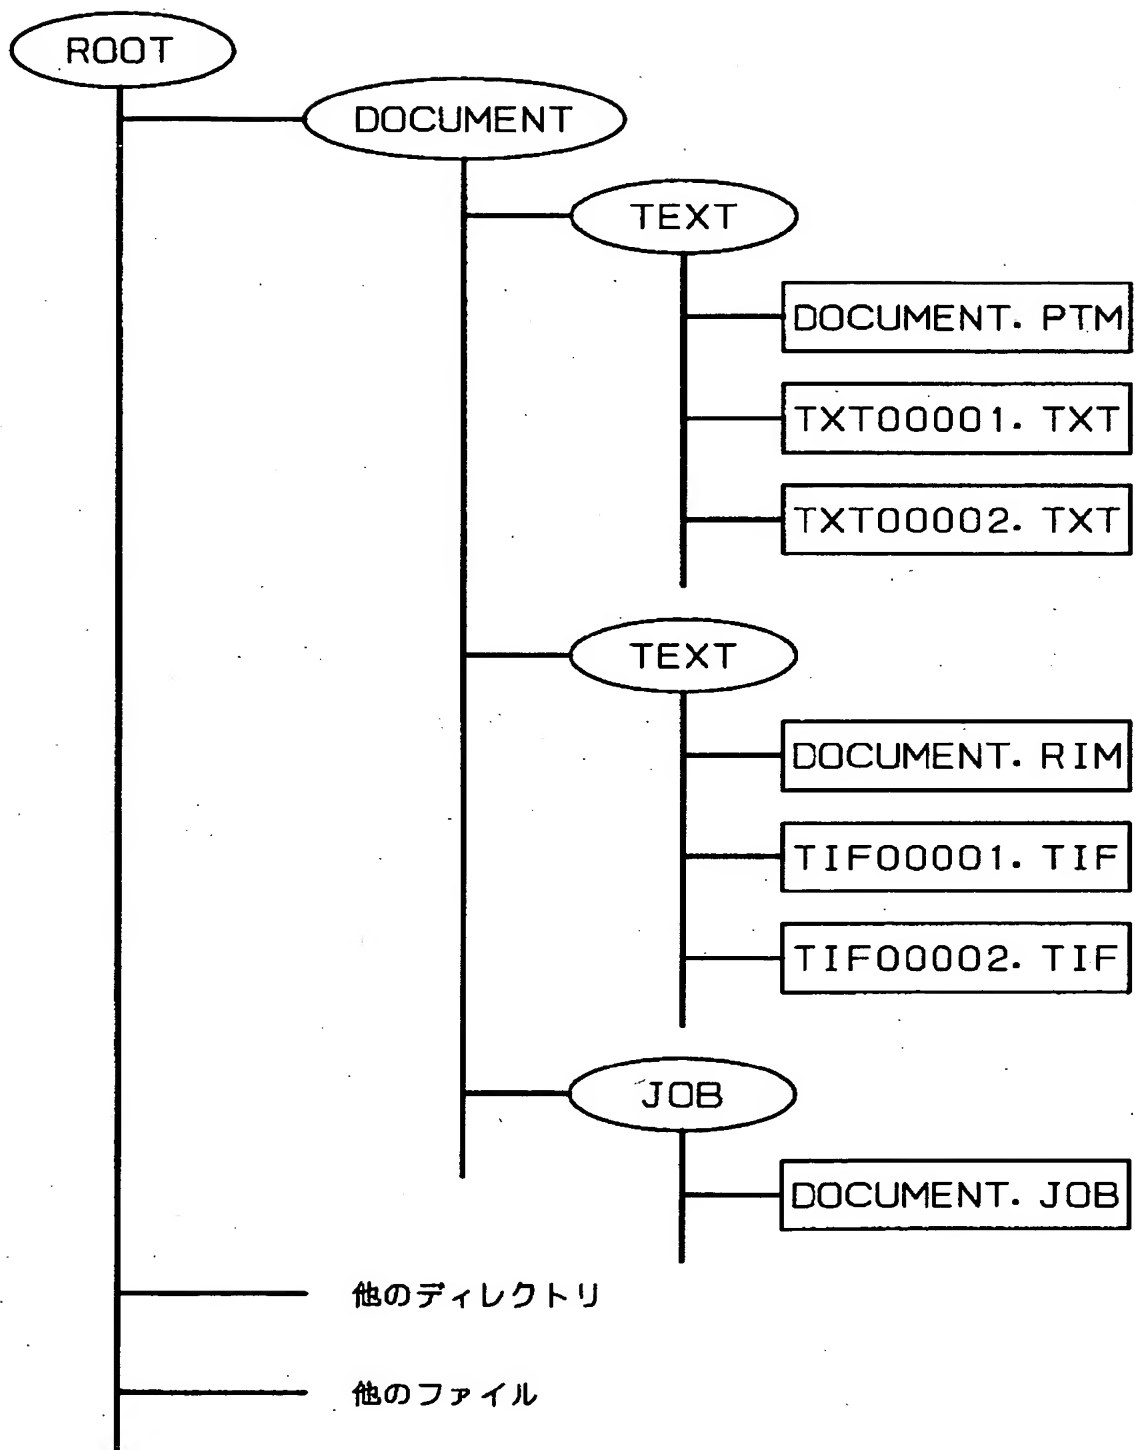 ROOT
DOCUMENT
TEXT
DOCUMENT. PTM
TXT00001. TXT
TXT00002. TXT
TEXT
DOCUMENT. RIM
TIF00001. TIF
TIF00002. TIF
JOB
DOCUMENT. JOB
他のディレクトリ
他のファイル